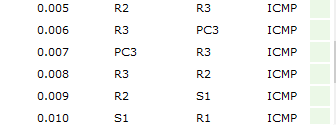 0.005 R2 R3 ICMP
0.006 R3 PC3 ICMP
0.007 PC3 R3 ICMP
0.008 R3 R2 ICMP
0.009 R2 S1 ICMP
0.010 S1 R1 ICMP